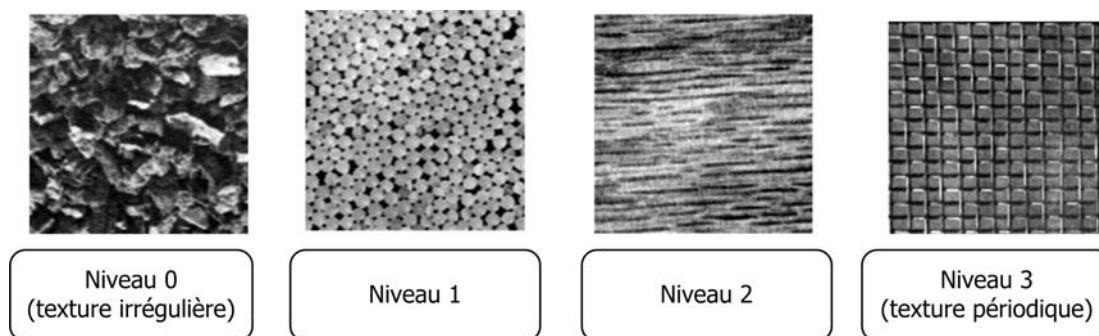 Niveau 0
(texture irrégulière)
Niveau 1
Niveau 2
Niveau 3
(texture périodique)